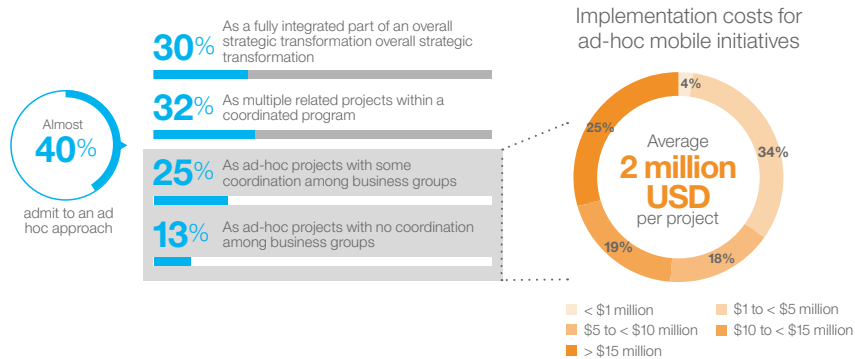 Almost
40%
admit to an ad
hoc approach
30%
As a fully integrated part of an overall
strategic transformation overall strategic
transformation
32%
As multiple related projects within a
coordinated program
25%
As ad-hoc projects with some
coordination among business groups
13%
As ad-hoc projects with no coordination
among business groups
Implementation costs for
ad-hoc mobile initiatives
4%
34%
18%
19%
25%
Average
2 million
USD
per project
< $1 million
$1 to < $5 million
$5 to < $10 million
$10 to < $15 million
> $15 million